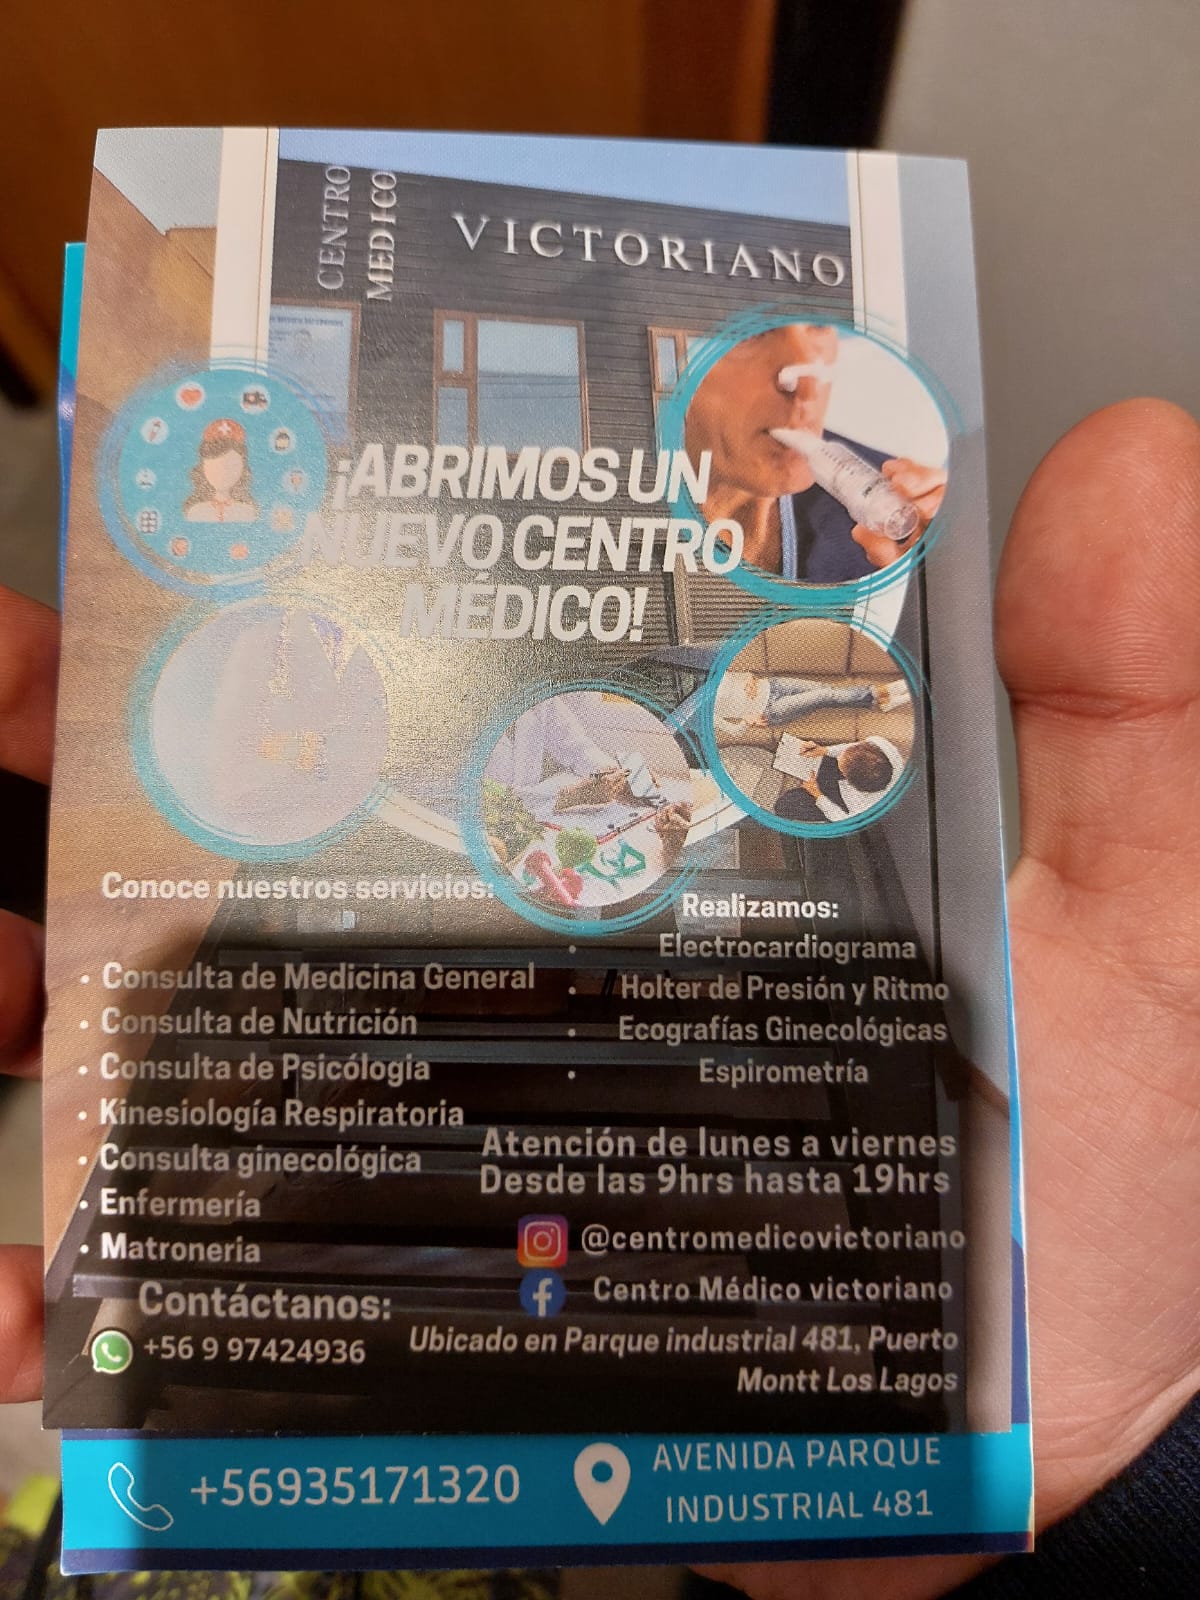 CENTRO
MEDICO
VICTORIANO
¡ABRIMOS UN
NUEVO CENTRO
MÉDICO!
Conoce nuestros servicios:
• Consulta de Medicina General
• Consulta de Nutrición
• Consulta de Psicólogia
• Kinesiología Respiratoria
• Consulta ginecológica
• Enfermería
• Matroneria
Contáctanos:
+56 9 97424936
Realizamos:
• Electrocardiograma
• Holter de Presión y Ritmo
• Ecografías Ginecológicas
• Espirometría
Atención de lunes a viernes
Desde las 9hrs hasta 19hrs
@centromedicovictoriano
Centro Médico victoriano
Ubicado en Parque industrial 481, Puerto
Montt Los Lagos
+56935171320
AVENIDA PARQUE
INDUSTRIAL 481